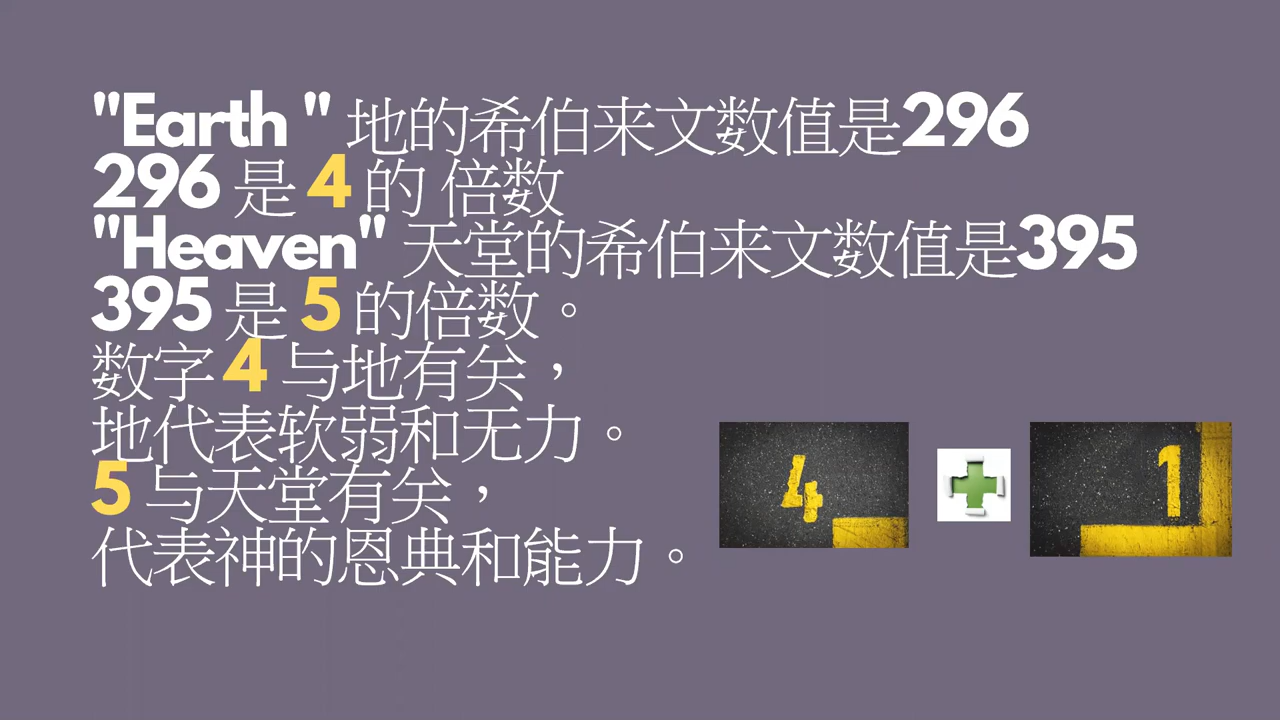 "Earth " 地的希伯来文数值是296
296 是 4 的 倍数
"Heaven" 天堂的希伯来文数值是395
395 是 5 的倍数。
数字 4 与地有关，
地代表软弱和无力。
5 与天堂有关，
代表神的恩典和能力。
4
1